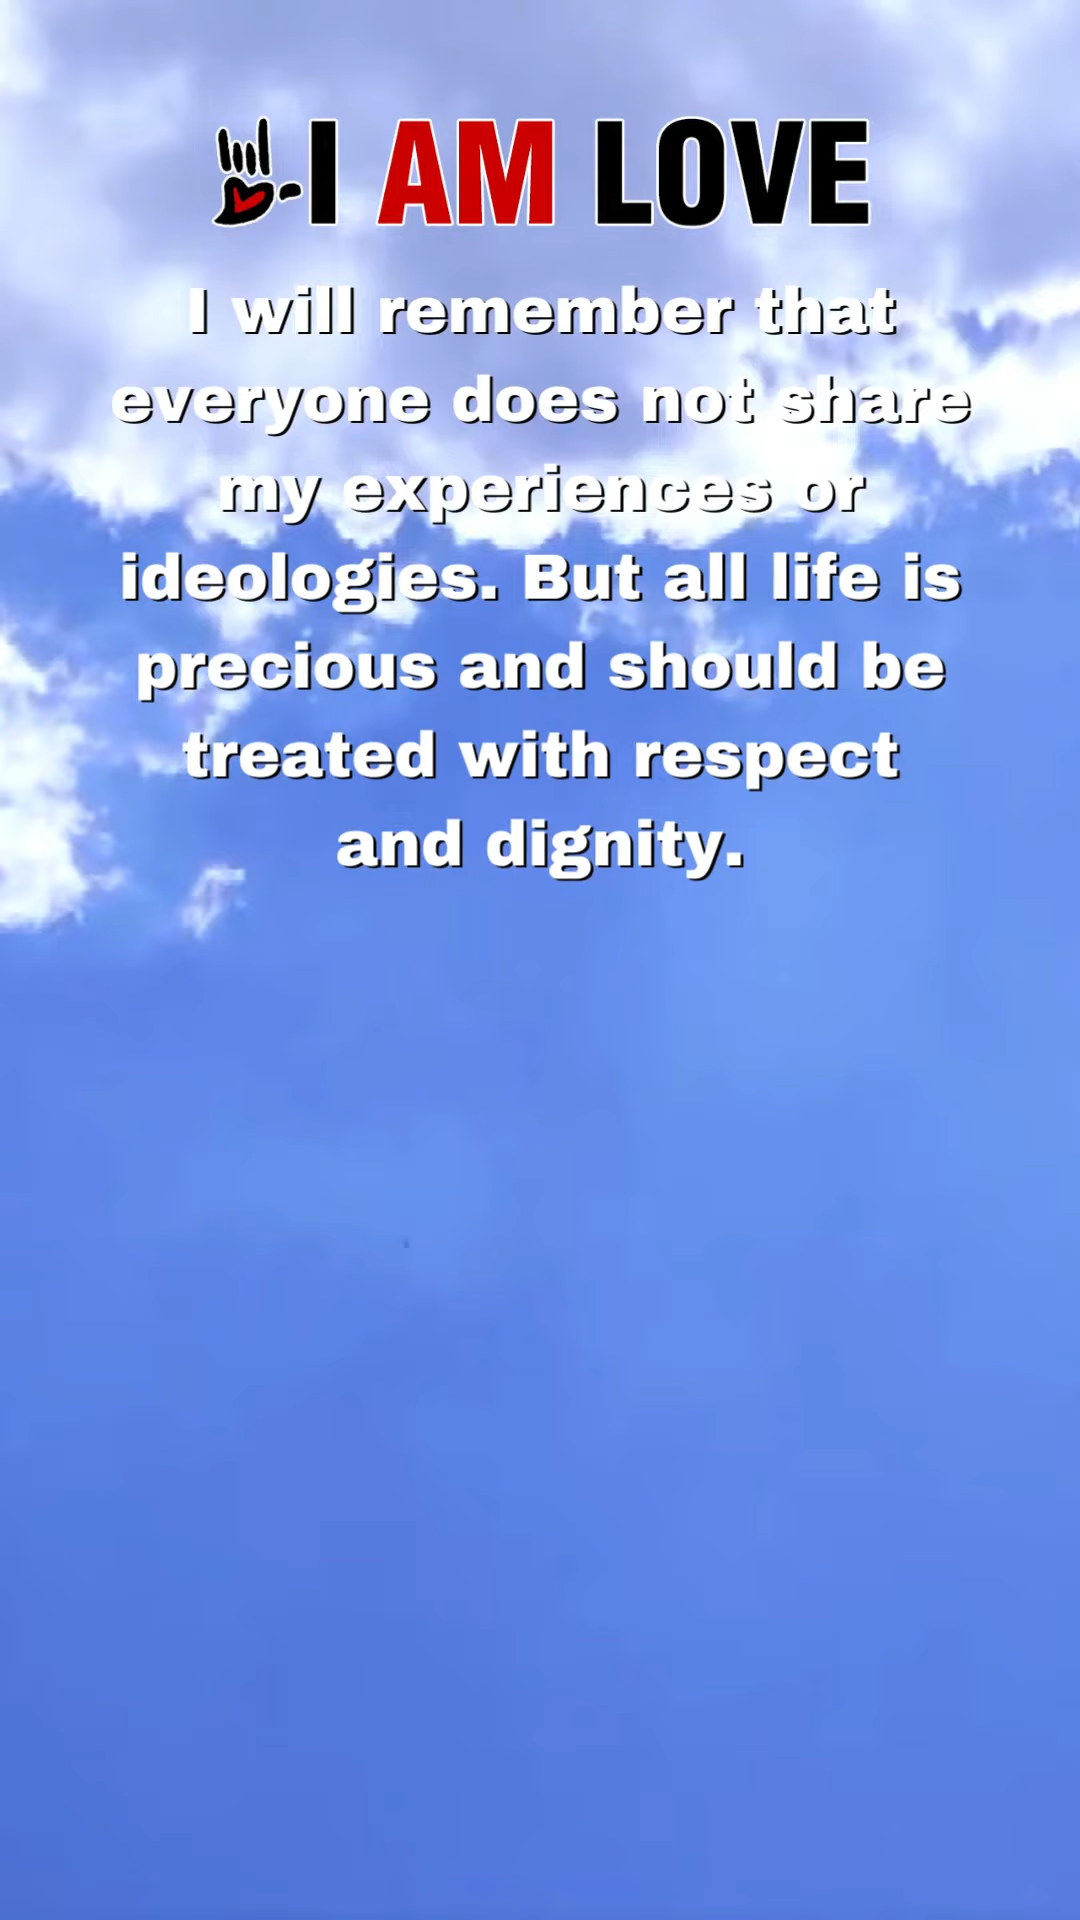 I AM LOVE
I will remember that
everyone does not share
my experiences or
ideologies. But all life is
precious and should be
treated with respect
and dignity.